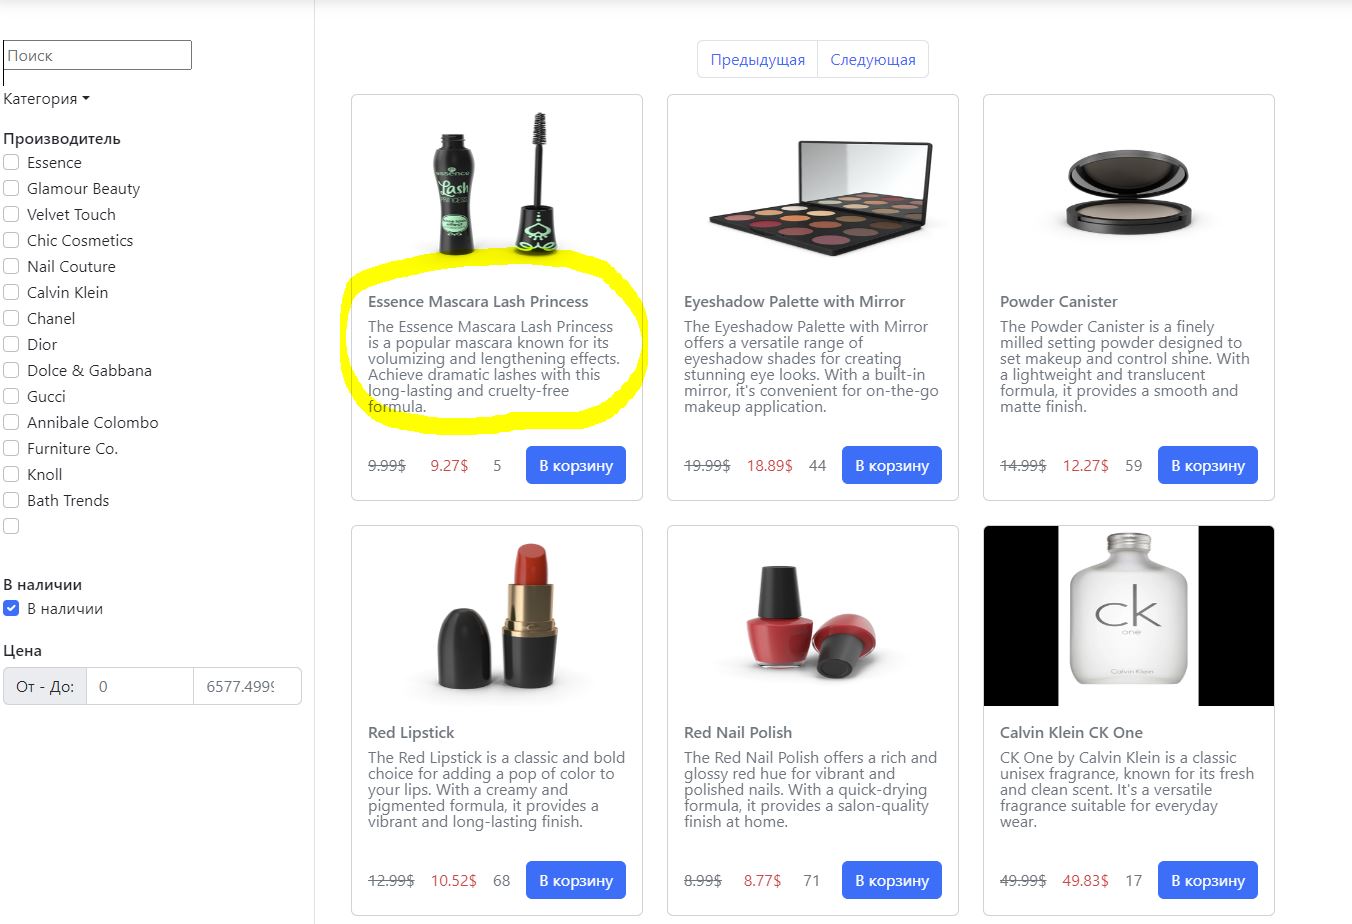 Поиск
Категория
Производитель
Essence
Glamour Beauty
Velvet Touch
Chic Cosmetics
Nail Couture
Calvin Klein
Chanel
Dior
Dolce & Gabbana
Gucci
Annibale Colombo
Furniture Co.
Knoll
Bath Trends
В наличии
В наличии
Цена
От - До:
0
6577.499
Предыдущая
Следующая
essence
Lash
PRINCESS
Essence Mascara Lash Princess
The Essence Mascara Lash Princess
is a popular mascara known for its
volumizing and lengthening effects.
Achieve dramatic lashes with this
long-lasting and cruelty-free
formula.
9.99$ 9.27$ 5 В корзину
Eyeshadow Palette with Mirror
The Eyeshadow Palette with Mirror
offers a versatile range of
eyeshadow shades for creating
stunning eye looks. With a built-in
mirror, it's convenient for on-the-go
makeup application.
19.99$ 18.89$ 44 В корзину
Powder Canister
The Powder Canister is a finely
milled setting powder designed to
set makeup and control shine. With
a lightweight and translucent
formula, it provides a smooth and
matte finish.
14.99$ 12.27$ 59 В корзину
Red Lipstick
The Red Lipstick is a classic and bold
choice for adding a pop of color to
your lips. With a creamy and
pigmented formula, it provides a
vibrant and long-lasting finish.
12.99$ 10.52$ 68 В корзину
Red Nail Polish
The Red Nail Polish offers a rich and
glossy red hue for vibrant and
polished nails. With a quick-drying
formula, it provides a salon-quality
finish at home.
8.99$ 8.77$ 71 В корзину
ck
one
Calvin Klein
Calvin Klein CK One
CK One by Calvin Klein is a classic
unisex fragrance, known for its fresh
and clean scent. It's a versatile
fragrance suitable for everyday
wear.
49.99$ 49.83$ 17 В корзину